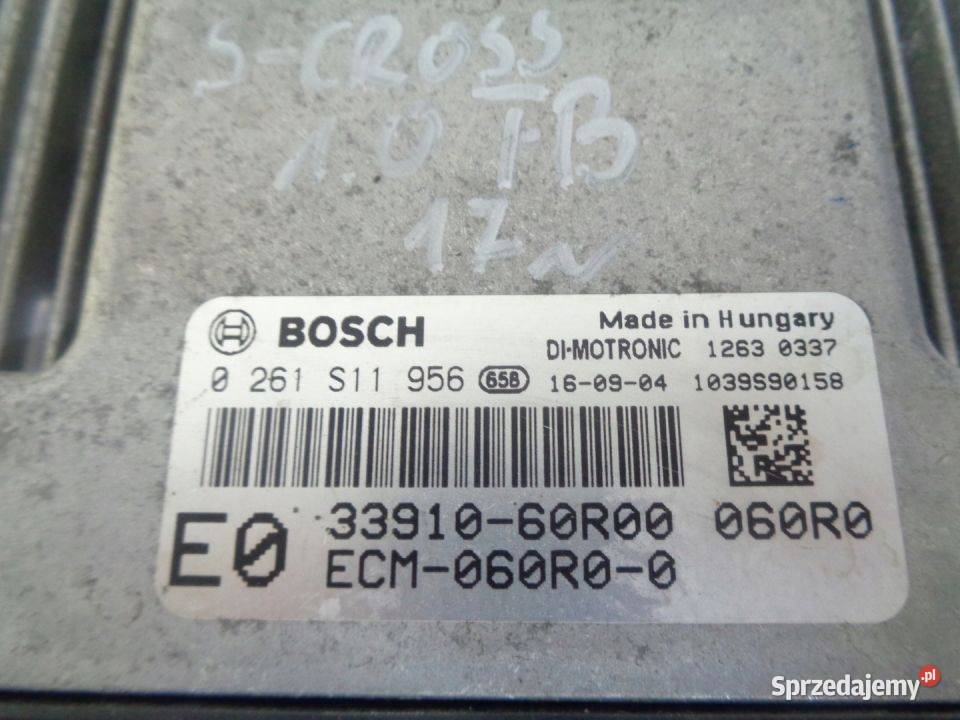 S-CROSS
1.0 TB
17r
BOSCH
Made in Hungary
DI-MOTRONIC 1263 0337
0 261 S11 956 658 16-09-04 1039S90158
E0 33910-60R00 060R0
ECM-060R0-0
Sprzedajemy.pl